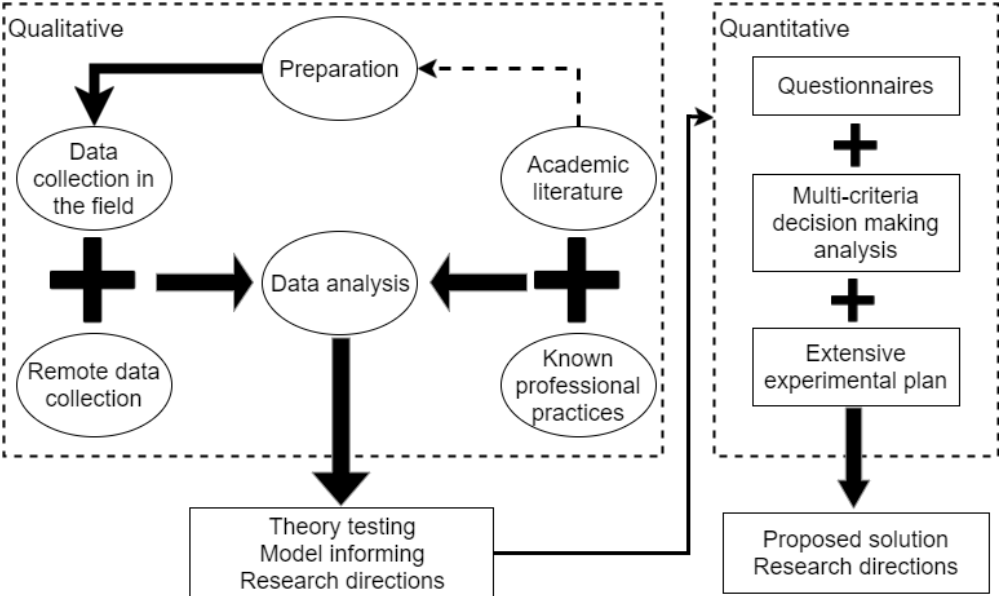 Qualitative
Preparation
Data
collection in
the field
Academic
literature
Data analysis
Remote data
collection
Known
professional
practices
Theory testing
Model informing
Research directions
Quantitative
Questionnaires
Multi-criteria
decision making
analysis
Extensive
experimental plan
Proposed solution
Research directions